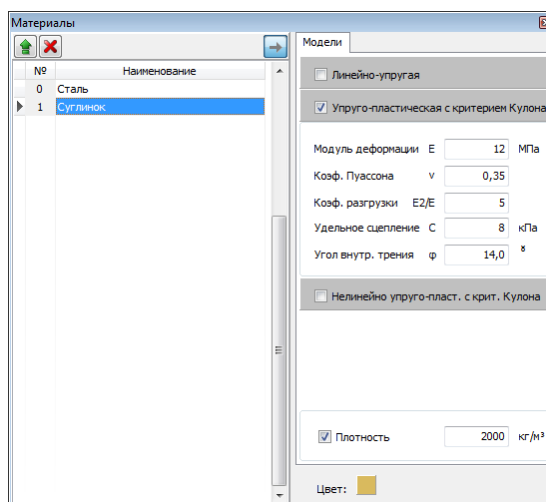 Материалы
Модели
№ Наименование
0 Сталь
1 Суглинок
Линейно-упругая
Упруго-пластическая с критерием Кулона
Модуль деформации E 12 МПа
Коэф. Пуассона ν 0,35
Коэф. разгрузки E2/E 5
Удельное сцепление C 8 кПа
Угол внутр. трения φ 14,0
Нелинейно упруго-пласт. с крит. Кулона
Плотность 2000 кг/м³
Цвет: